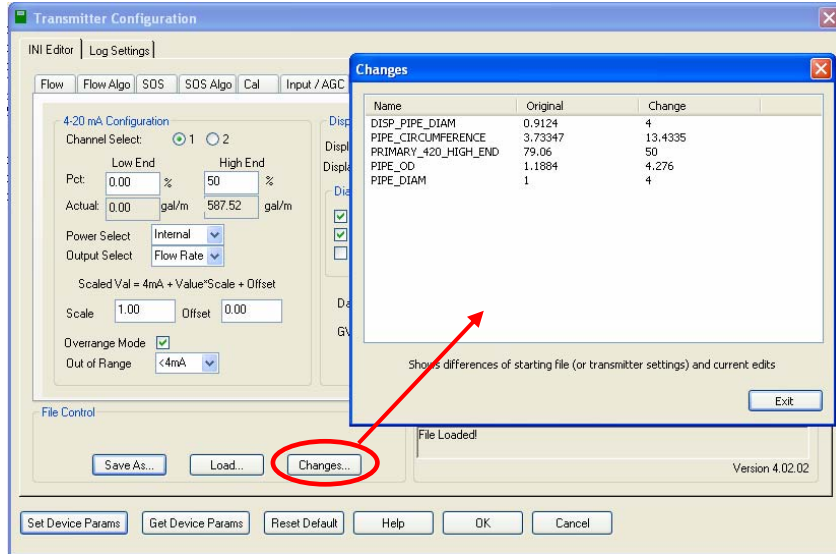 Transmitter Configuration
INI Editor Log Settings
Flow Flow Algo SOS SOS Algo Cal Input / AGC
4-20 mA Configuration
Channel Select: 1 2
Low End High End
Pct: 0.00 % 50 %
Actual: 0.00 gal/m 587.52 gal/m
Power Select Internal
Output Select Flow Rate
Scaled Val = 4mA + Value*Scale + Offset
Scale 1.00 Offset 0.00
Overrange Mode
Out of Range <4mA
Changes
Name Original Change
DISP_PIPE_DIAM 0.9124 4
PIPE_CIRCUMFERENCE 3.73347 13.4335
PRIMARY_420_HIGH_END 79.06 50
PIPE_OD 1.1884 4.276
PIPE_DIAM 1 4
Shows differences of starting file (or transmitter settings) and current edits
Exit
File Control
File Loaded!
Save As... Load... Changes...
Version 4.02.02
Set Device Params Get Device Params Reset Default Help OK Cancel